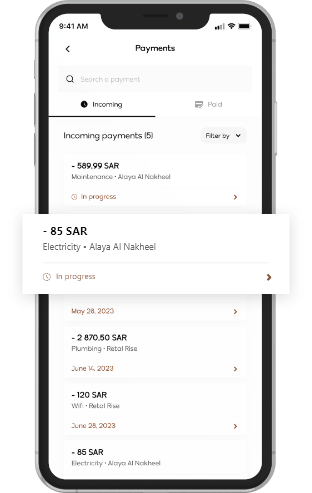 9:41 AM
Payments
Search a payment
Incoming
Paid
Incoming payments (5)
Filter by
- 589.99 SAR
Maintenance • Alaya Al Nakheel
In progress
- 85 SAR
Electricity • Alaya Al Nakheel
In progress
May 28, 2023
- 2 870,50 SAR
Plumbing • Retal Rise
June 14, 2023
- 120 SAR
Wifi • Retal Rise
June 28, 2023
- 85 SAR
Electricity • Alaya Al Nakheel